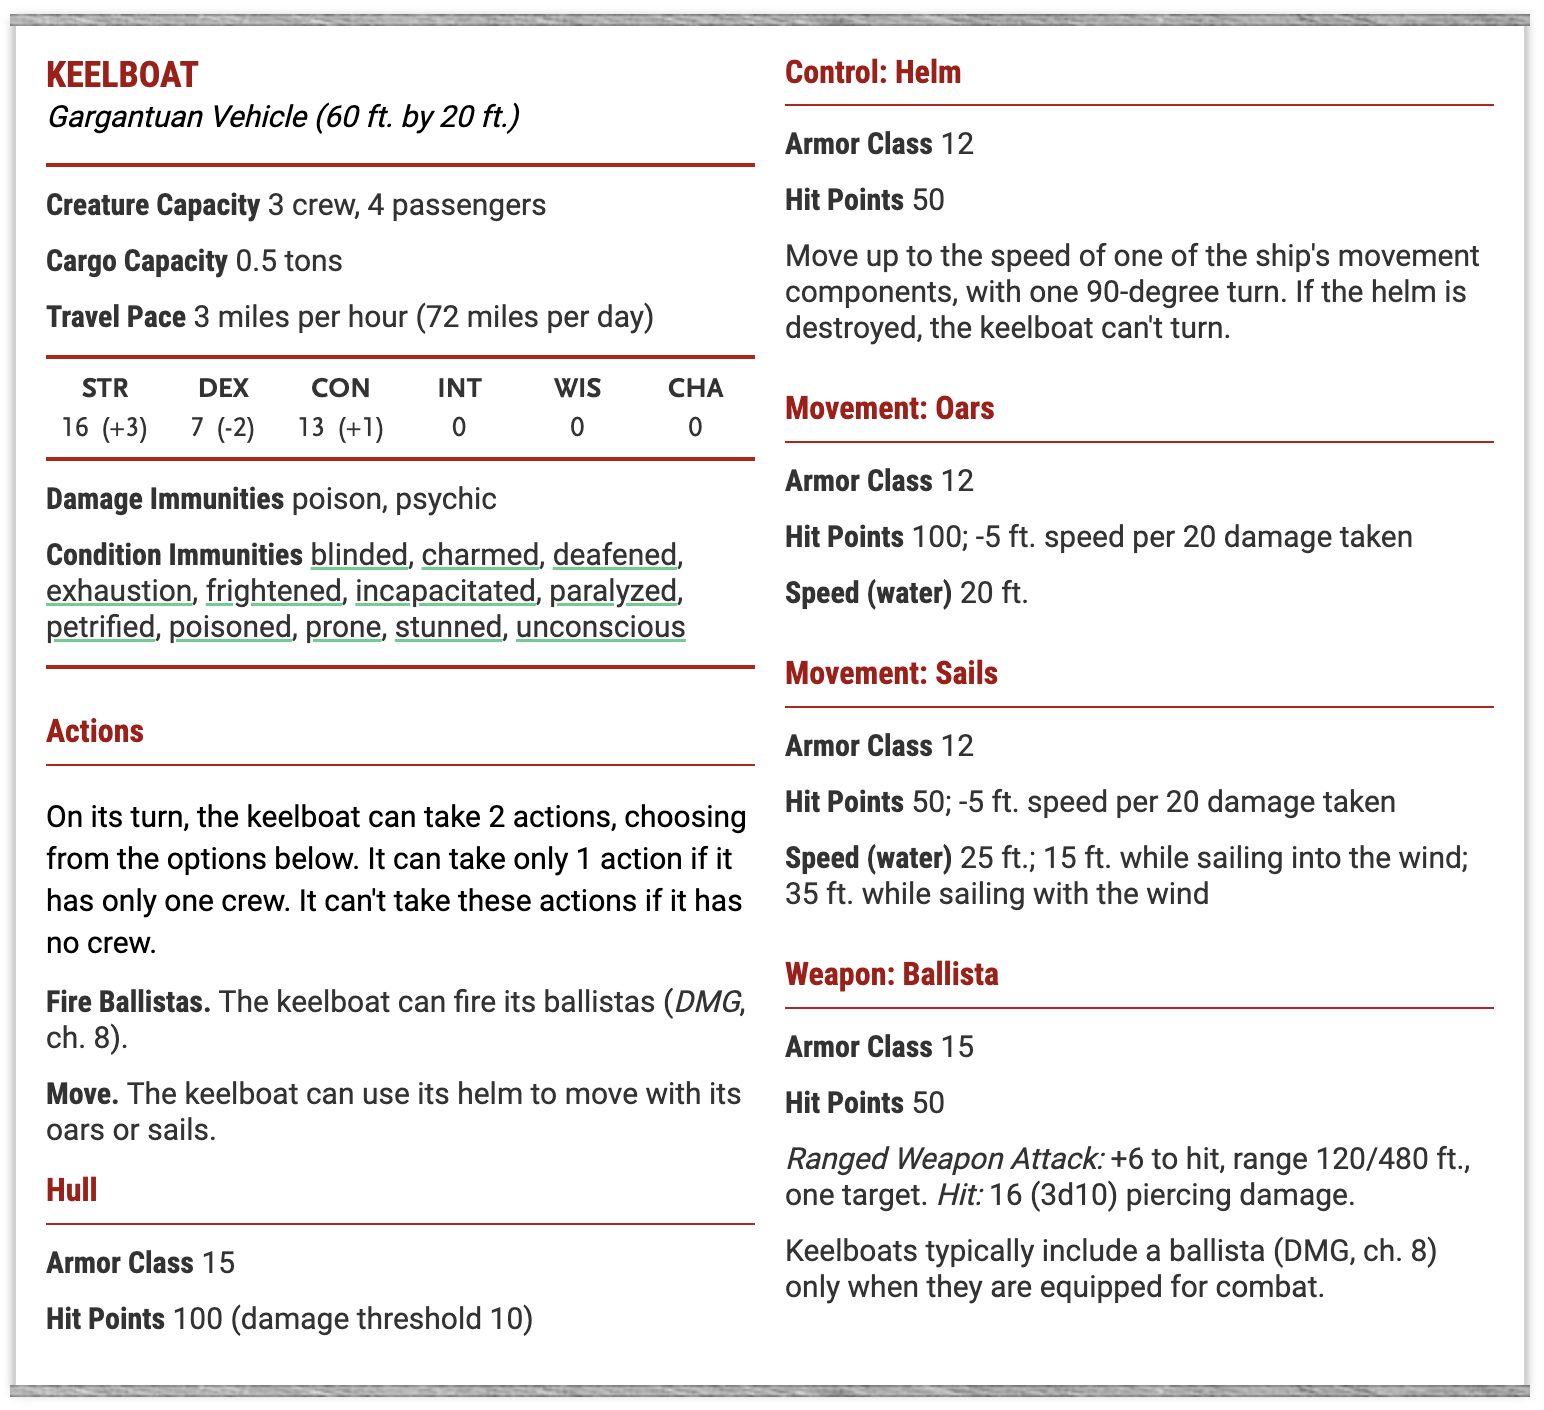 KEELBOAT
Gargantuan Vehicle (60 ft. by 20 ft.)
Creature Capacity 3 crew, 4 passengers
Cargo Capacity 0.5 tons
Travel Pace 3 miles per hour (72 miles per day)
STR DEX CON INT WIS CHA
16 (+3) 7 (-2) 13 (+1) 0 0 0
Damage Immunities poison, psychic
Condition Immunities blinded, charmed, deafened,
exhaustion, frightened, incapacitated, paralyzed,
petrified, poisoned, prone, stunned, unconscious
Actions
On its turn, the keelboat can take 2 actions, choosing
from the options below. It can take only 1 action if it
has only one crew. It can't take these actions if it has
no crew.
Fire Ballistas. The keelboat can fire its ballistas (DMG,
ch. 8).
Move. The keelboat can use its helm to move with its
oars or sails.
Hull
Armor Class 15
Hit Points 100 (damage threshold 10)
Control: Helm
Armor Class 12
Hit Points 50
Move up to the speed of one of the ship's movement
components, with one 90-degree turn. If the helm is
destroyed, the keelboat can't turn.
Movement: Oars
Armor Class 12
Hit Points 100; -5 ft. speed per 20 damage taken
Speed (water) 20 ft.
Movement: Sails
Armor Class 12
Hit Points 50; -5 ft. speed per 20 damage taken
Speed (water) 25 ft.; 15 ft. while sailing into the wind;
35 ft. while sailing with the wind
Weapon: Ballista
Armor Class 15
Hit Points 50
Ranged Weapon Attack: +6 to hit, range 120/480 ft.,
one target. Hit: 16 (3d10) piercing damage.
Keelboats typically include a ballista (DMG, ch. 8)
only when they are equipped for combat.